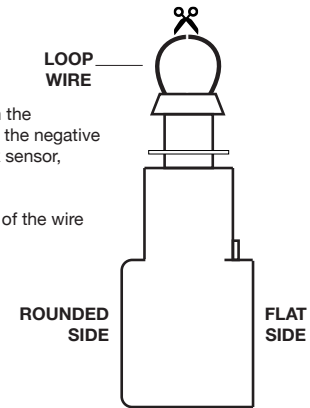 LOOP
WIRE
the
the negative
sensor,
of the wire
ROUNDED
SIDE
FLAT
SIDE